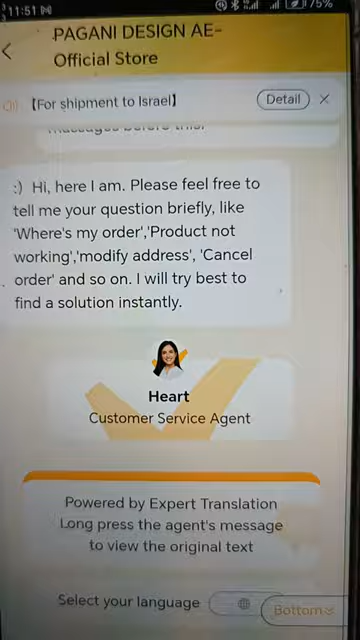 11:51
75%
PAGANI DESIGN AE-
Official Store
【For shipment to Israel】
Detail
:) Hi, here I am. Please feel free to
tell me your question briefly, like
'Where's my order','Product not
working','modify address', 'Cancel
order' and so on. I will try best to
find a solution instantly.
Heart
Customer Service Agent
Powered by Expert Translation
Long press the agent's message
to view the original text
Select your language
Bottom